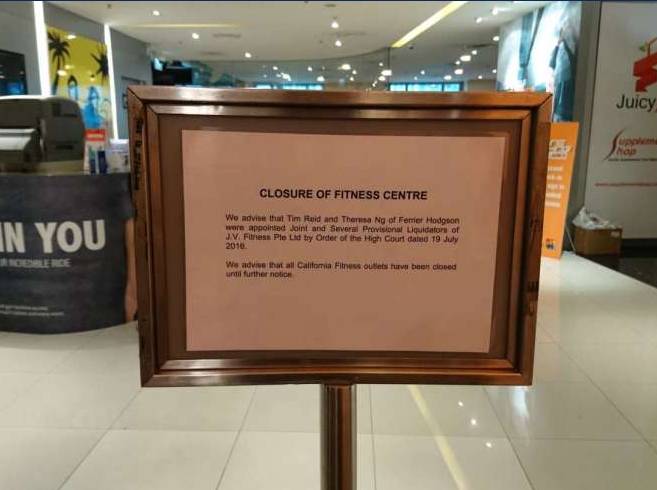 CLOSURE OF FITNESS CENTRE
We advise that Tim Reid and Theresa Ng of Ferrier Hodgson
were appointed Joint and Several Provisional Liquidators of
J.V. Fitness Pte Ltd by Order of the High Court dated 19 July
2016.
We advise that all California Fitness outlets have been closed
until further notice.
IN YOU
INCREDIBLE RIDE
Juicy